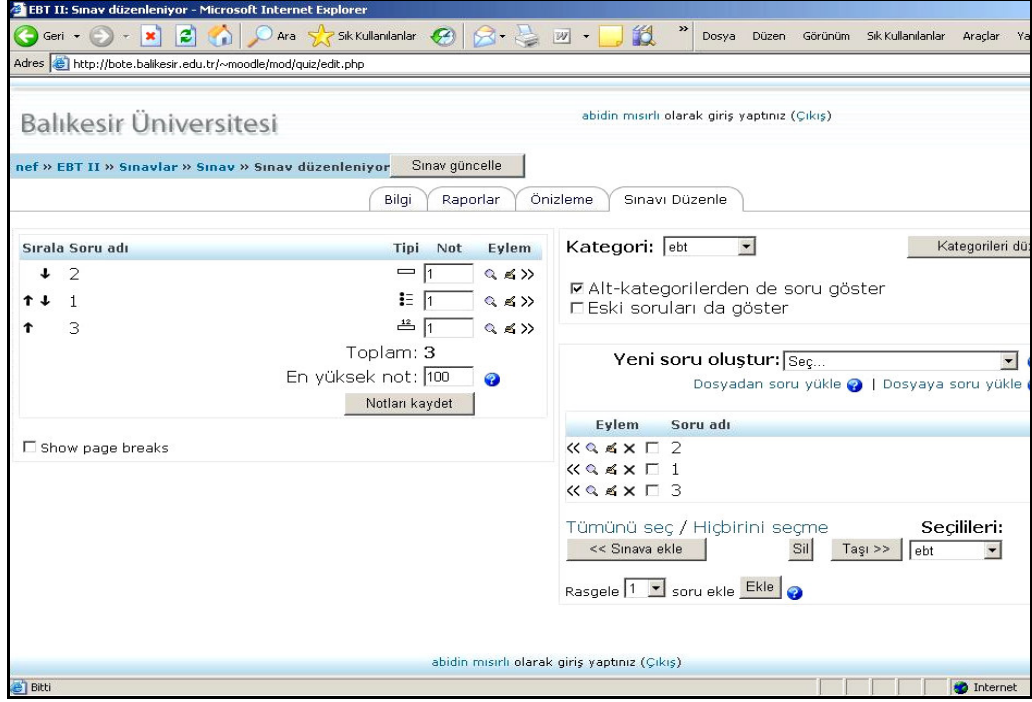 EBT II: Sınav düzenleniyor - Microsoft Internet Explorer
Geri Ara Sık Kullanılanlar » Dosya Düzen Görünüm Sık Kullanılanlar Araçlar Ya
Adres http://bote.balikesir.edu.tr/~moodle/mod/quiz/edit.php
Balıkesir Üniversitesi
abidin mısırlı olarak giriş yaptınız (Çıkış)
nef » EBT II » Sınavlar » Sınav » Sınav düzenleniyor Sınav güncelle
Bilgi Raporlar Önizleme Sınavı Düzenle
Sırala Soru adı Tipi Not Eylem
2 1
1 1
3 12 1
Toplam: 3
En yüksek not: 100
Notları kaydet
Show page breaks
Kategori: ebt Kategorileri dü
Alt-kategorilerden de soru göster
Eski soruları da göster
Yeni soru oluştur: Seç...
Dosyadan soru yükle | Dosyaya soru yükle
Eylem Soru adı
2
1
3
Tümünü seç / Hiçbirini seçme Seçilileri:
<< Sınava ekle Sil Taşı >> ebt
Rasgele 1 soru ekle Ekle
abidin mısırlı olarak giriş yaptınız (Çıkış)
Bitti Internet